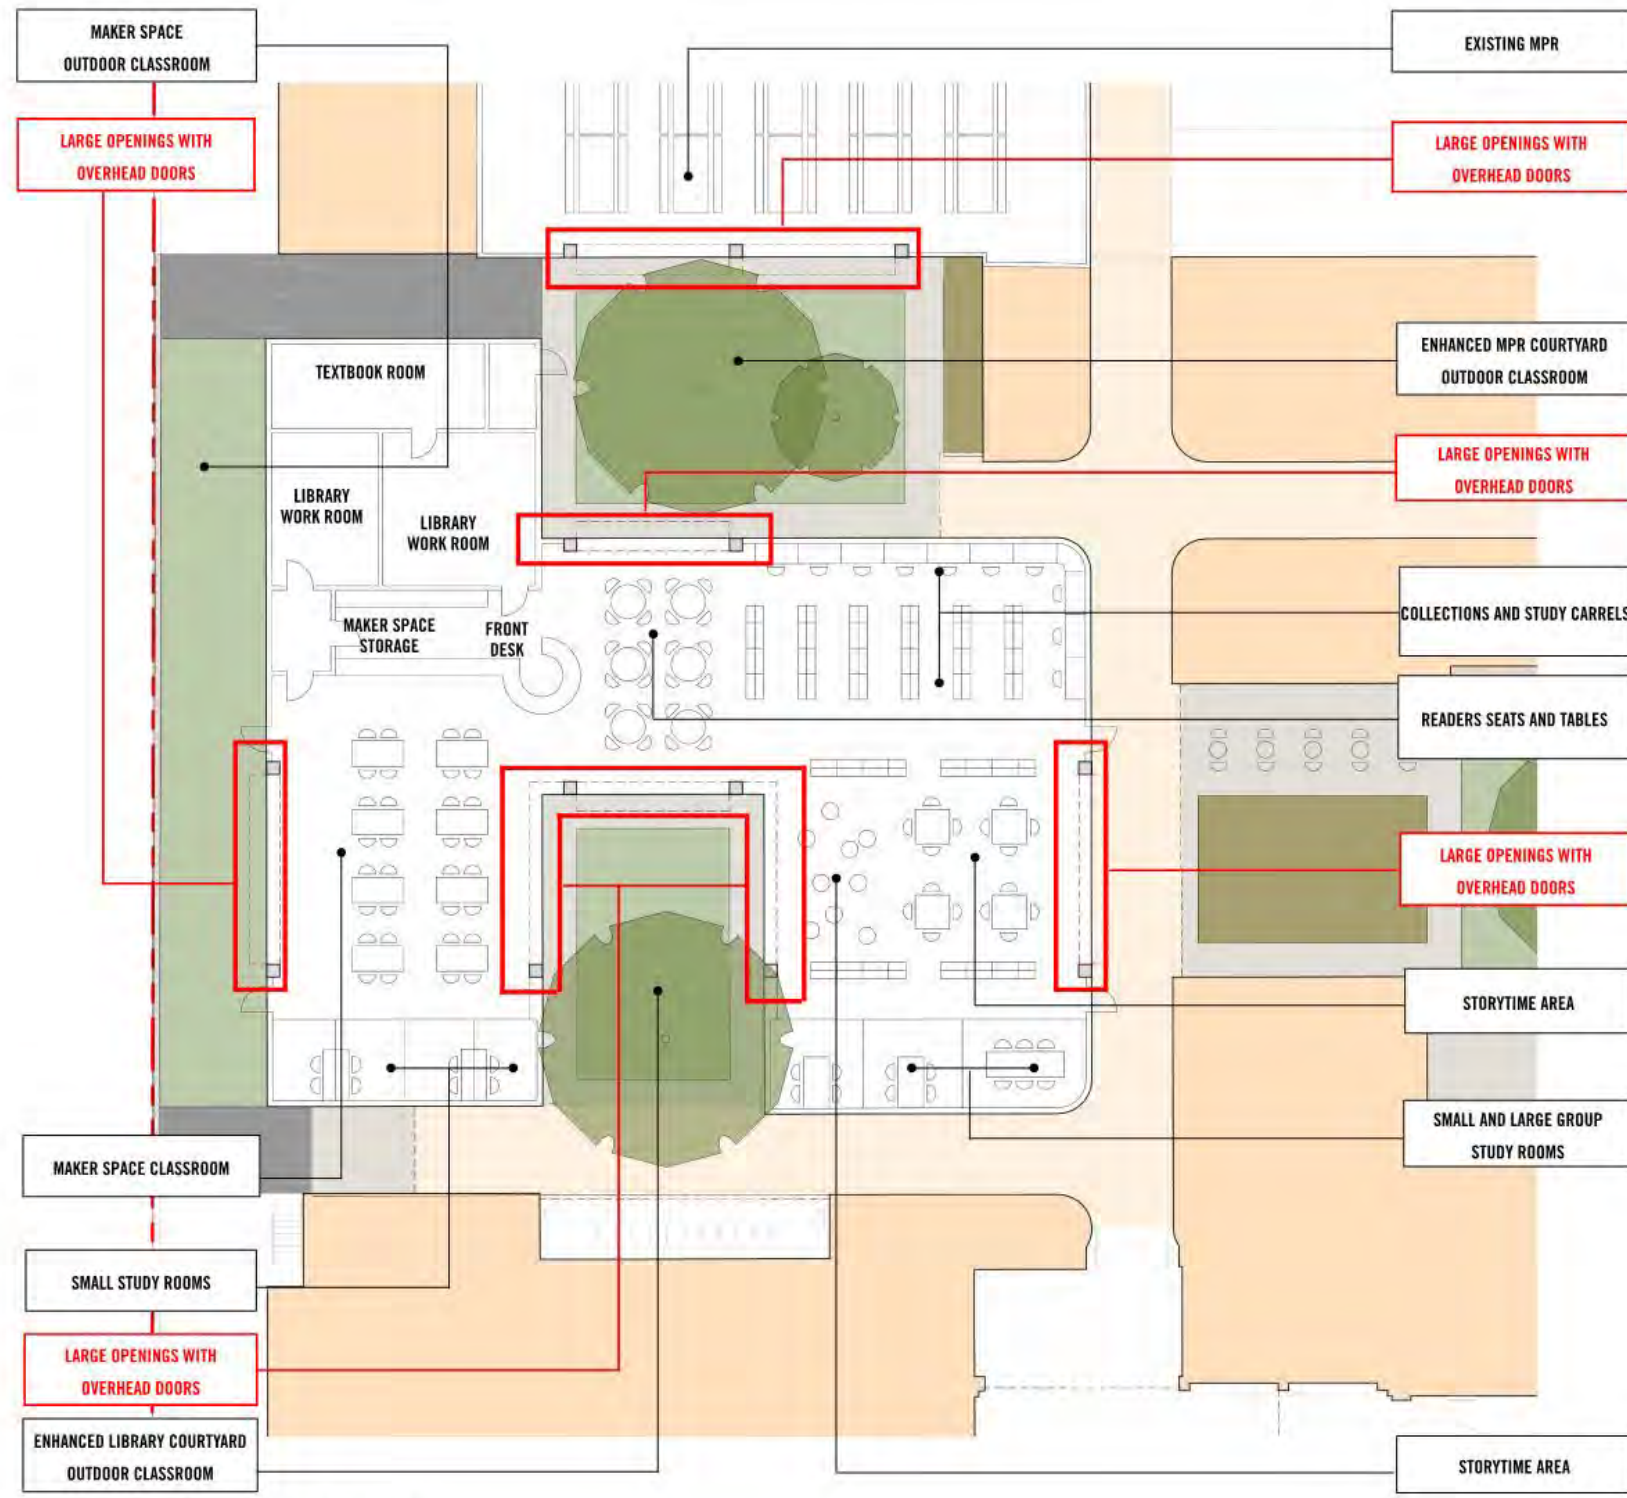 MAKER SPACE
OUTDOOR CLASSROOM
LARGE OPENINGS WITH
OVERHEAD DOORS
EXISTING MPR
LARGE OPENINGS WITH
OVERHEAD DOORS
ENHANCED MPR COURTYARD
OUTDOOR CLASSROOM
LARGE OPENINGS WITH
OVERHEAD DOORS
TEXTBOOK ROOM
LIBRARY
WORK ROOM
LIBRARY
WORK ROOM
MAKER SPACE
STORAGE
FRONT
DESK
COLLECTIONS AND STUDY CARRELS
READERS SEATS AND TABLES
LARGE OPENINGS WITH
OVERHEAD DOORS
STORYTIME AREA
SMALL AND LARGE GROUP
STUDY ROOMS
MAKER SPACE CLASSROOM
SMALL STUDY ROOMS
LARGE OPENINGS WITH
OVERHEAD DOORS
ENHANCED LIBRARY COURTYARD
OUTDOOR CLASSROOM
STORYTIME AREA